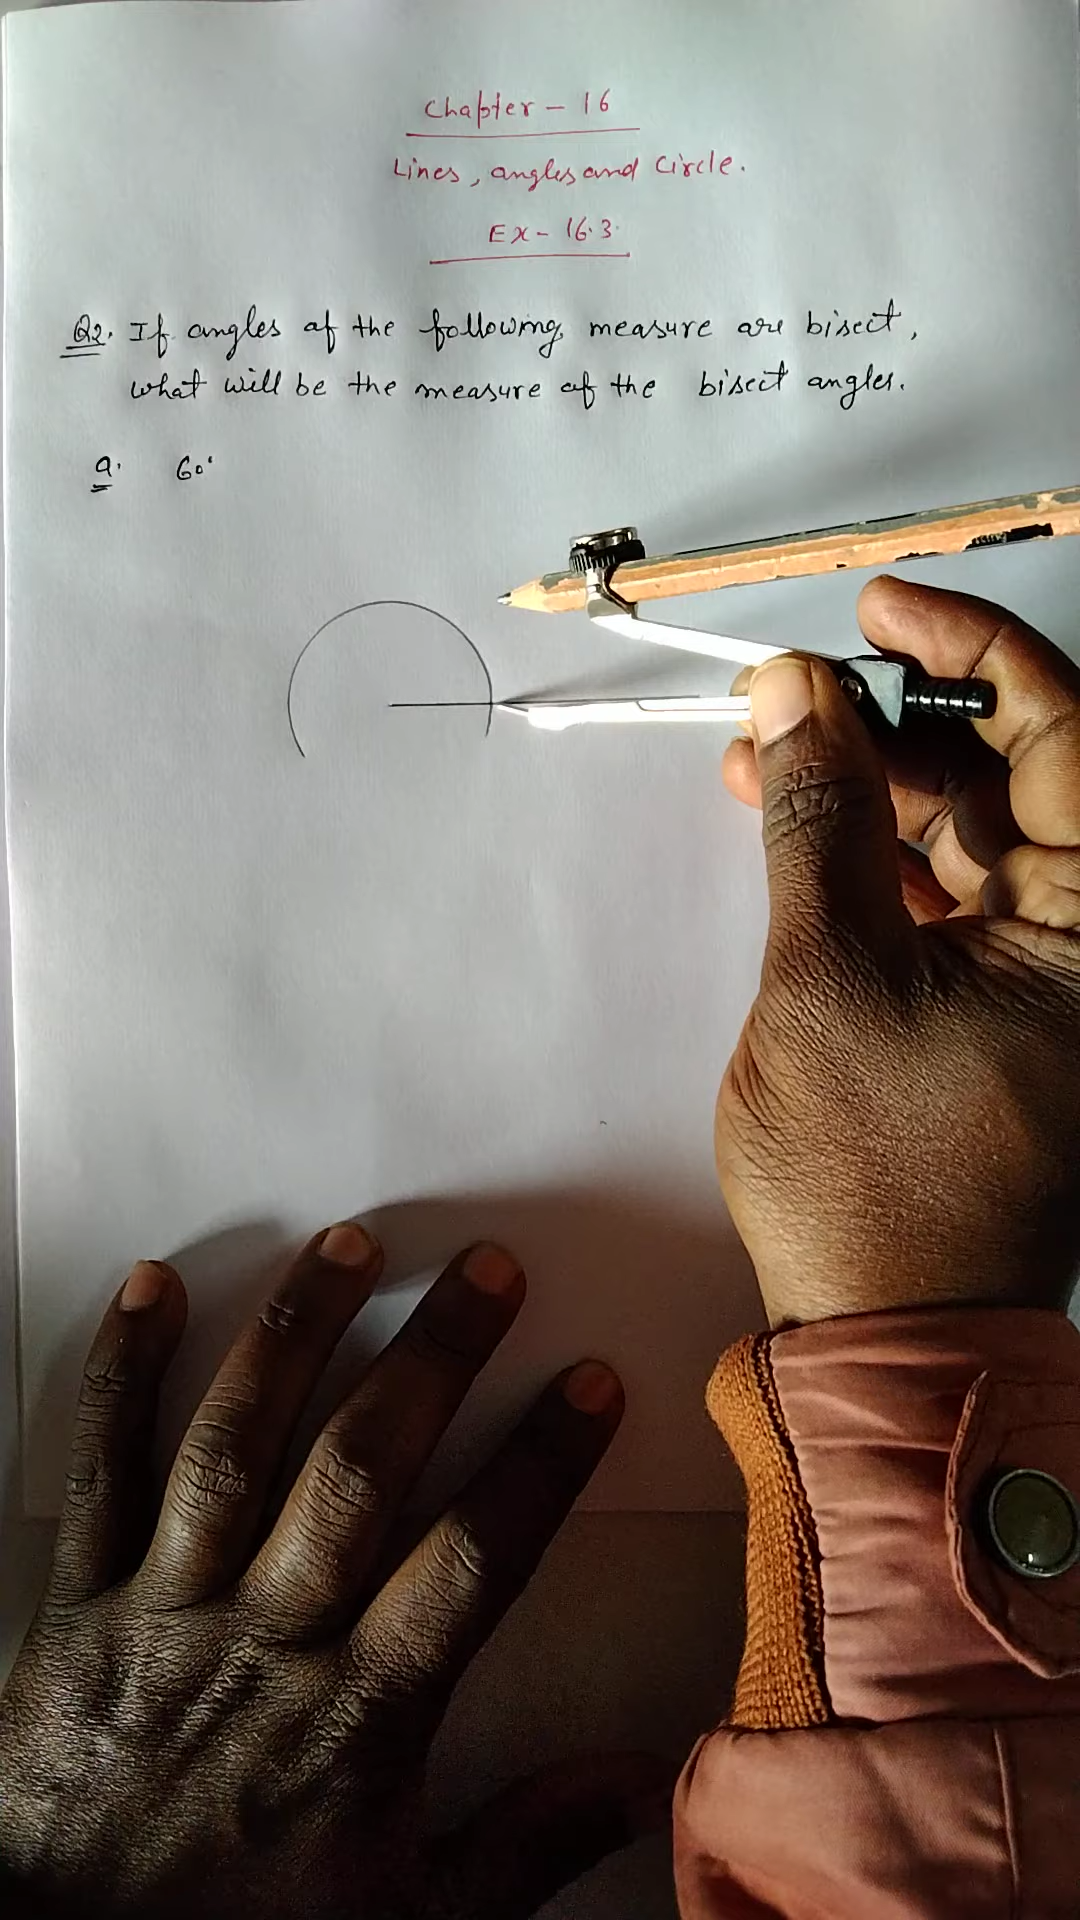 Chapter - 16
Lines, angles and Circle.
Ex - 16.3.
Q2. If angles of the following measure are bisect,
what will be the measure of the bisect angles.
a. 60°